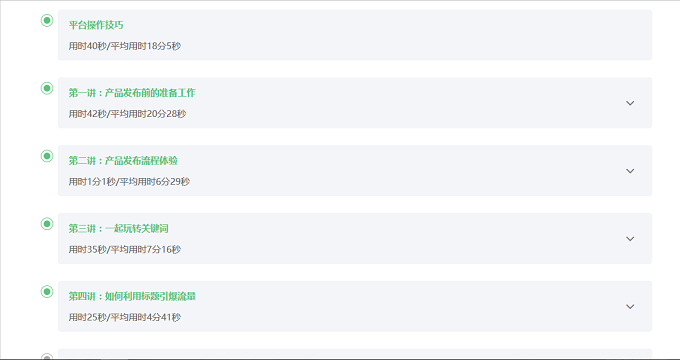 平台操作技巧
用时40秒/平均用时18分5秒
第一讲：产品发布前的准备工作
用时42秒/平均用时20分28秒
第二讲：产品发布流程体验
用时1分1秒/平均用时6分29秒
第三讲：一起玩转关键词
用时35秒/平均用时7分16秒
第四讲：如何利用标题引爆流量
用时25秒/平均用时4分41秒